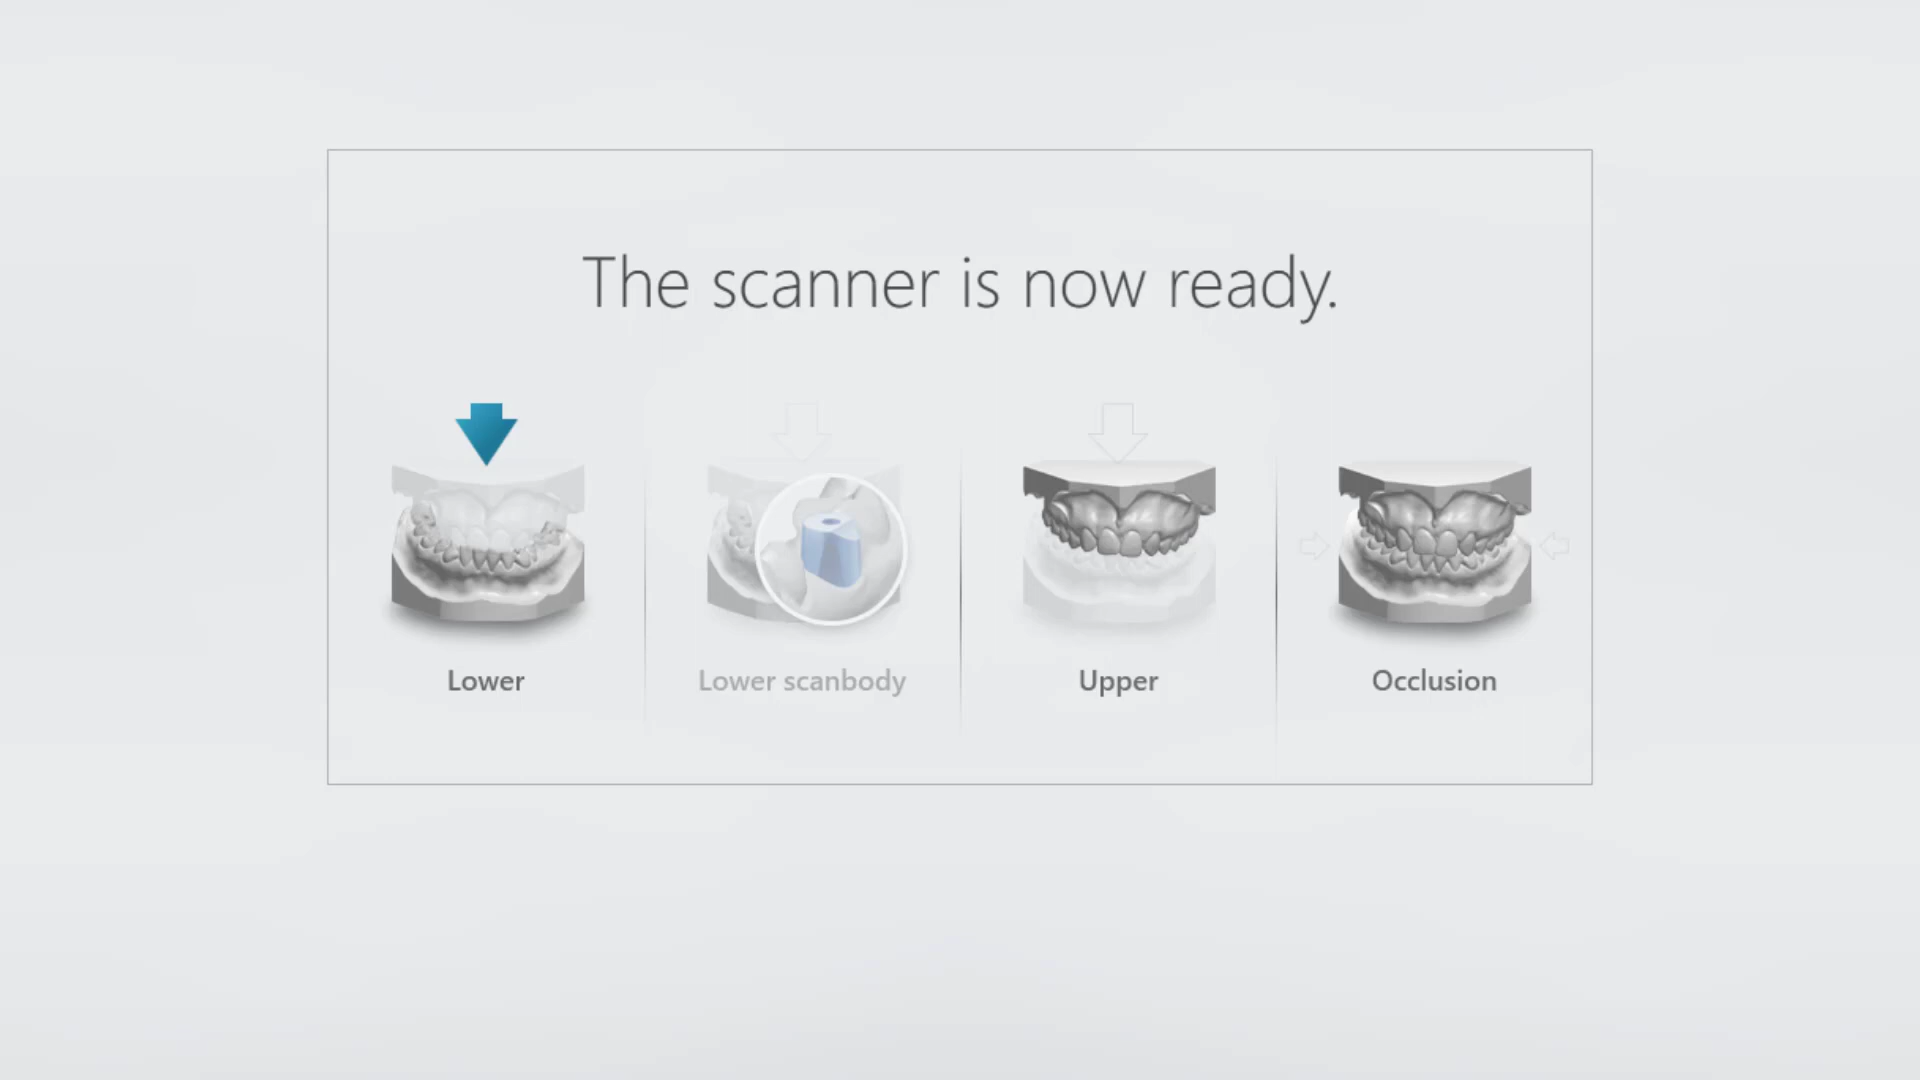 The scanner is now ready.
Lower
Lower scanbody
Upper
Occlusion